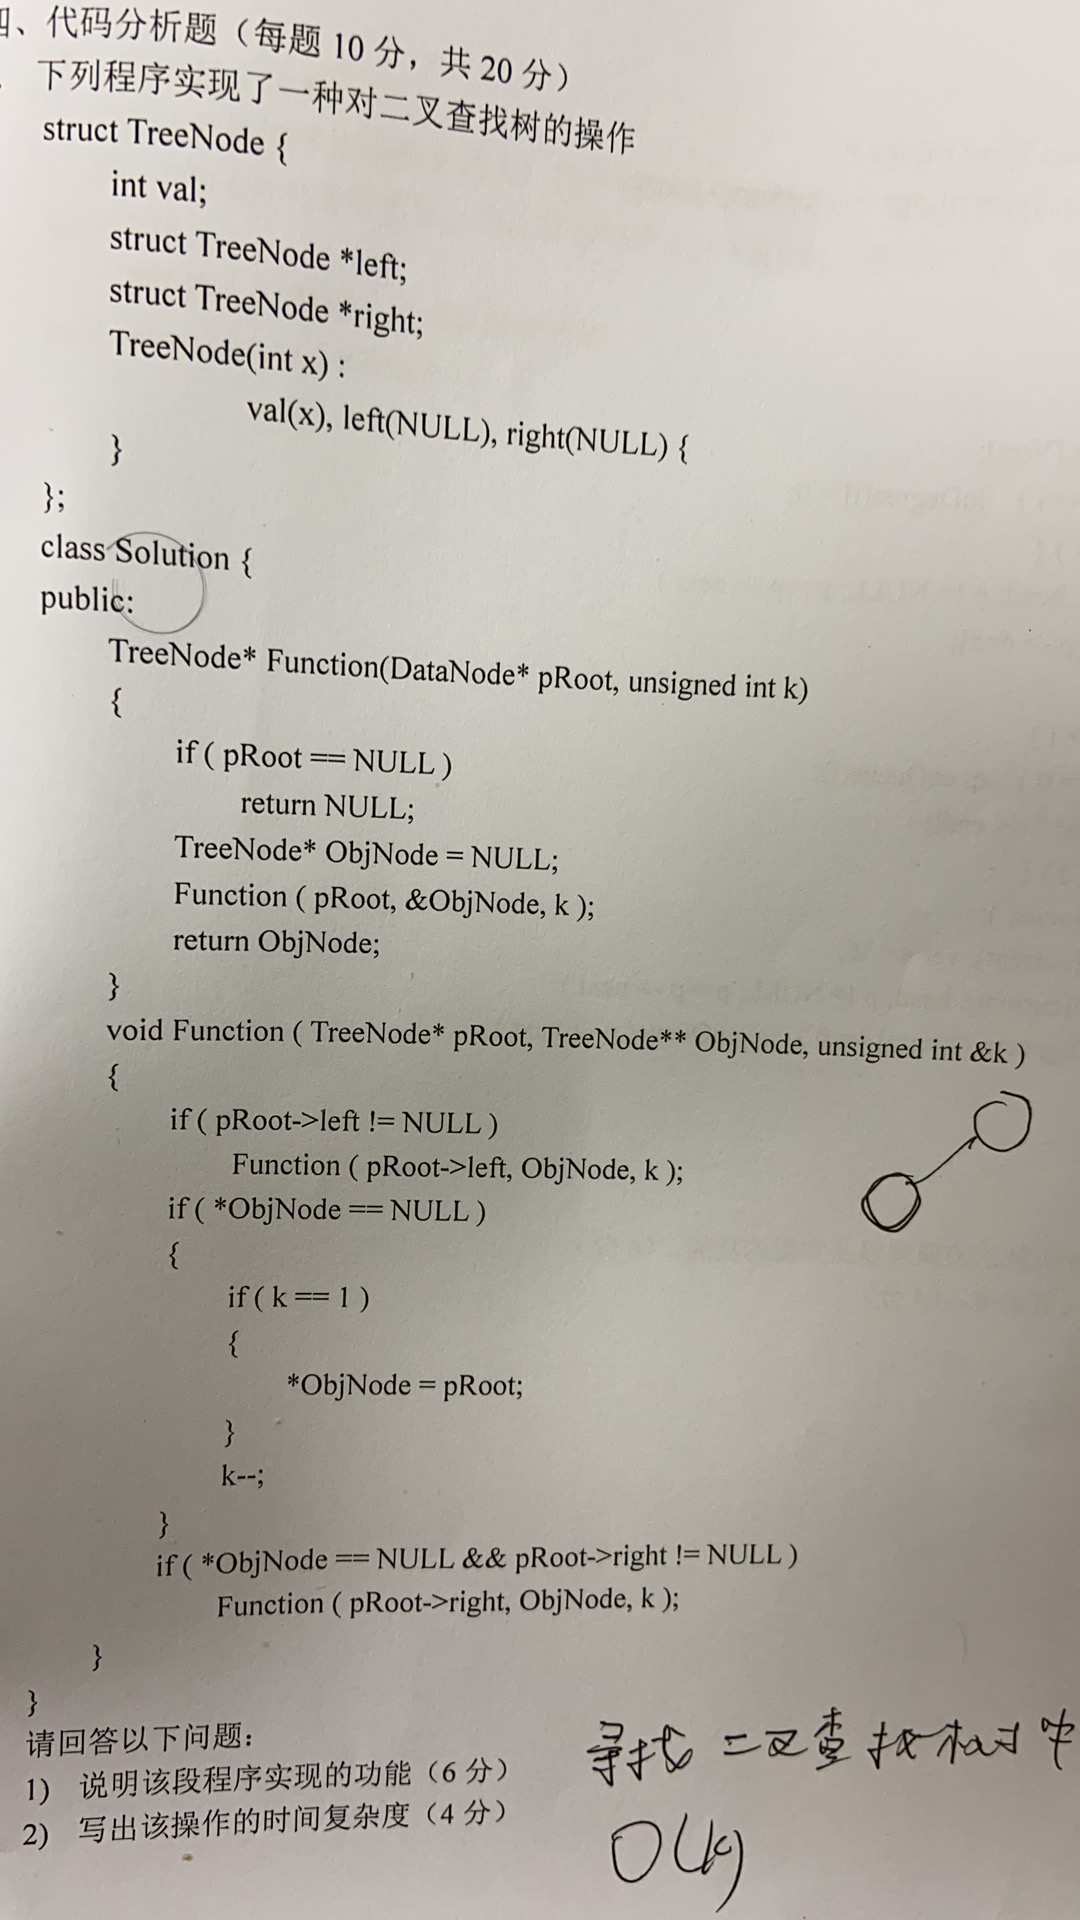 四、代码分析题（每题 10 分，共 20 分）
下列程序实现了一种对二叉查找树的操作
struct TreeNode {
int val;
struct TreeNode *left;
struct TreeNode *right;
TreeNode(int x) :
val(x), left(NULL), right(NULL) {
}
};
class Solution {
public:
TreeNode* Function(DataNode* pRoot, unsigned int k)
{
if ( pRoot == NULL )
return NULL;
TreeNode* ObjNode = NULL;
Function ( pRoot, &ObjNode, k );
return ObjNode;
}
void Function ( TreeNode* pRoot, TreeNode** ObjNode, unsigned int &k )
{
if ( pRoot->left != NULL )
Function ( pRoot->left, ObjNode, k );
if ( *ObjNode == NULL )
{
if ( k == 1 )
{
*ObjNode = pRoot;
}
k--;
}
if ( *ObjNode == NULL && pRoot->right != NULL )
Function ( pRoot->right, ObjNode, k );
}
}
请回答以下问题：
1) 说明该段程序实现的功能（6 分）
2) 写出该操作的时间复杂度（4 分）
寻找二叉查找树中
O(k)